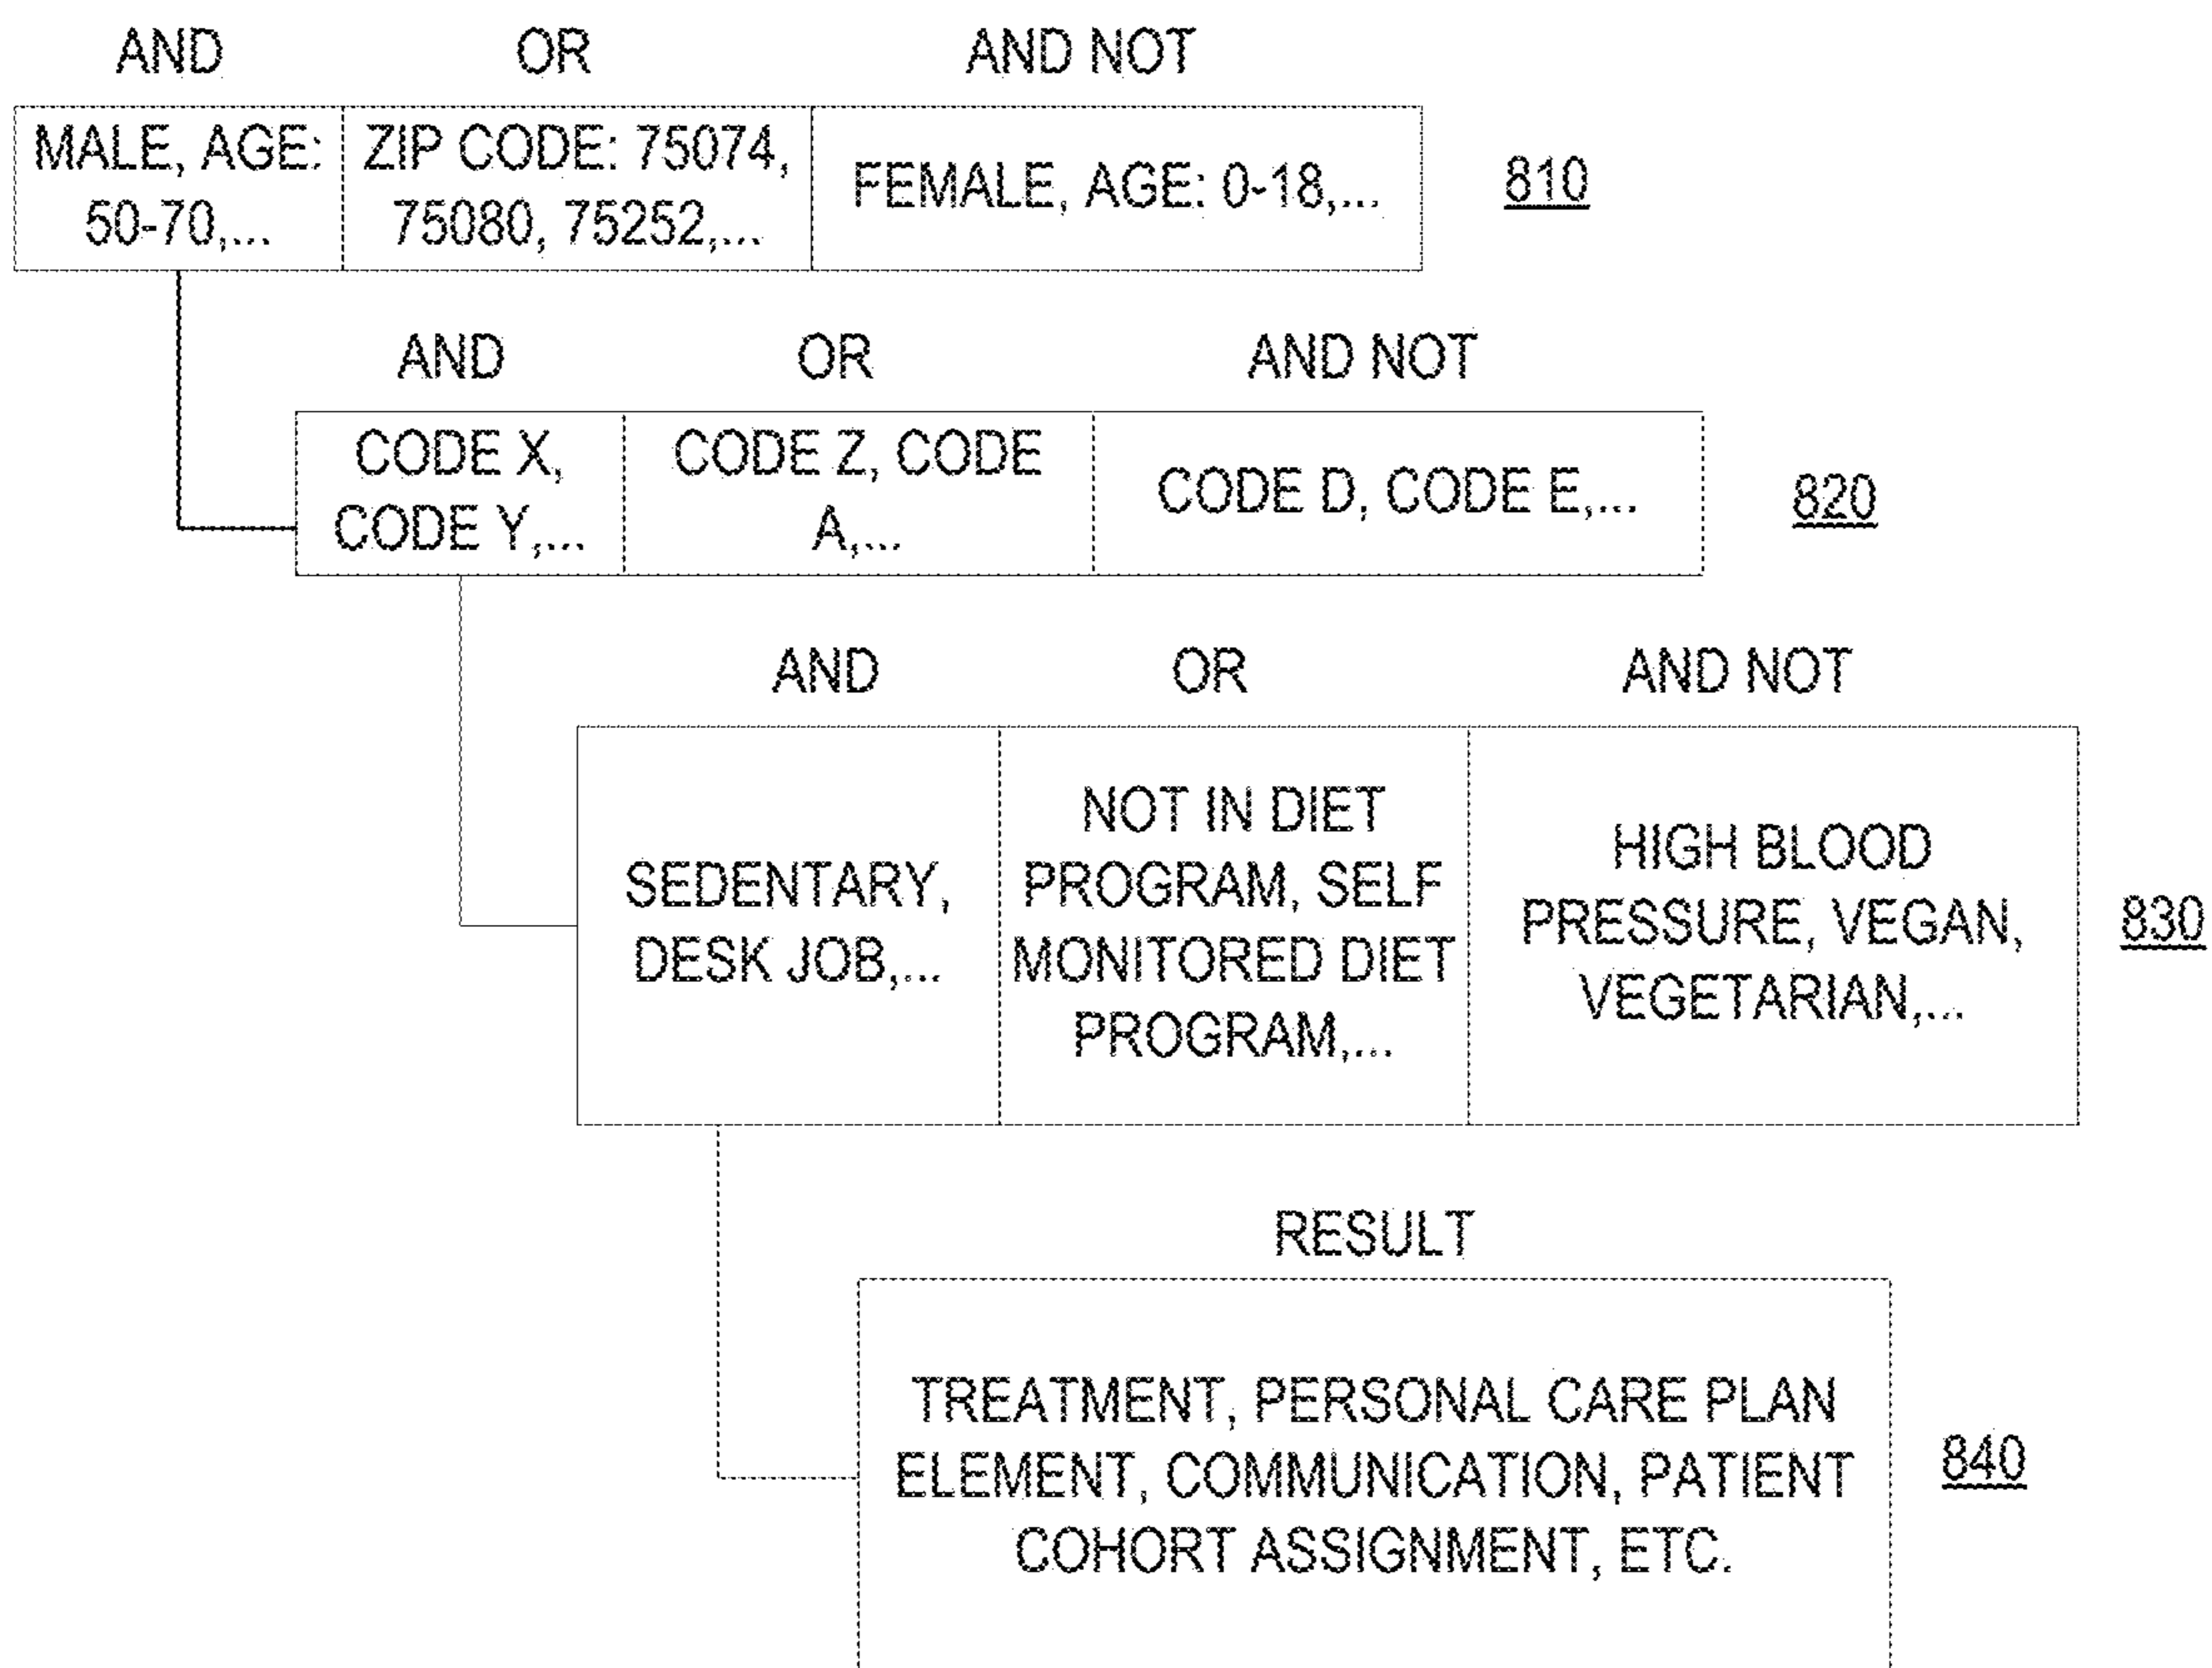 AND OR AND NOT
MALE, AGE:
50-70,...
ZIP CODE: 75074,
75080, 75252,...
FEMALE, AGE: 0-18,...
810
AND OR AND NOT
CODE X,
CODE Y,...
CODE Z, CODE
A,...
CODE D, CODE E,...
820
AND OR AND NOT
SEDENTARY,
DESK JOB,...
NOT IN DIET
PROGRAM, SELF
MONITORED DIET
PROGRAM,...
HIGH BLOOD
PRESSURE, VEGAN,
VEGETARIAN,...
830
RESULT
TREATMENT, PERSONAL CARE PLAN
ELEMENT, COMMUNICATION, PATIENT
COHORT ASSIGNMENT, ETC.
840